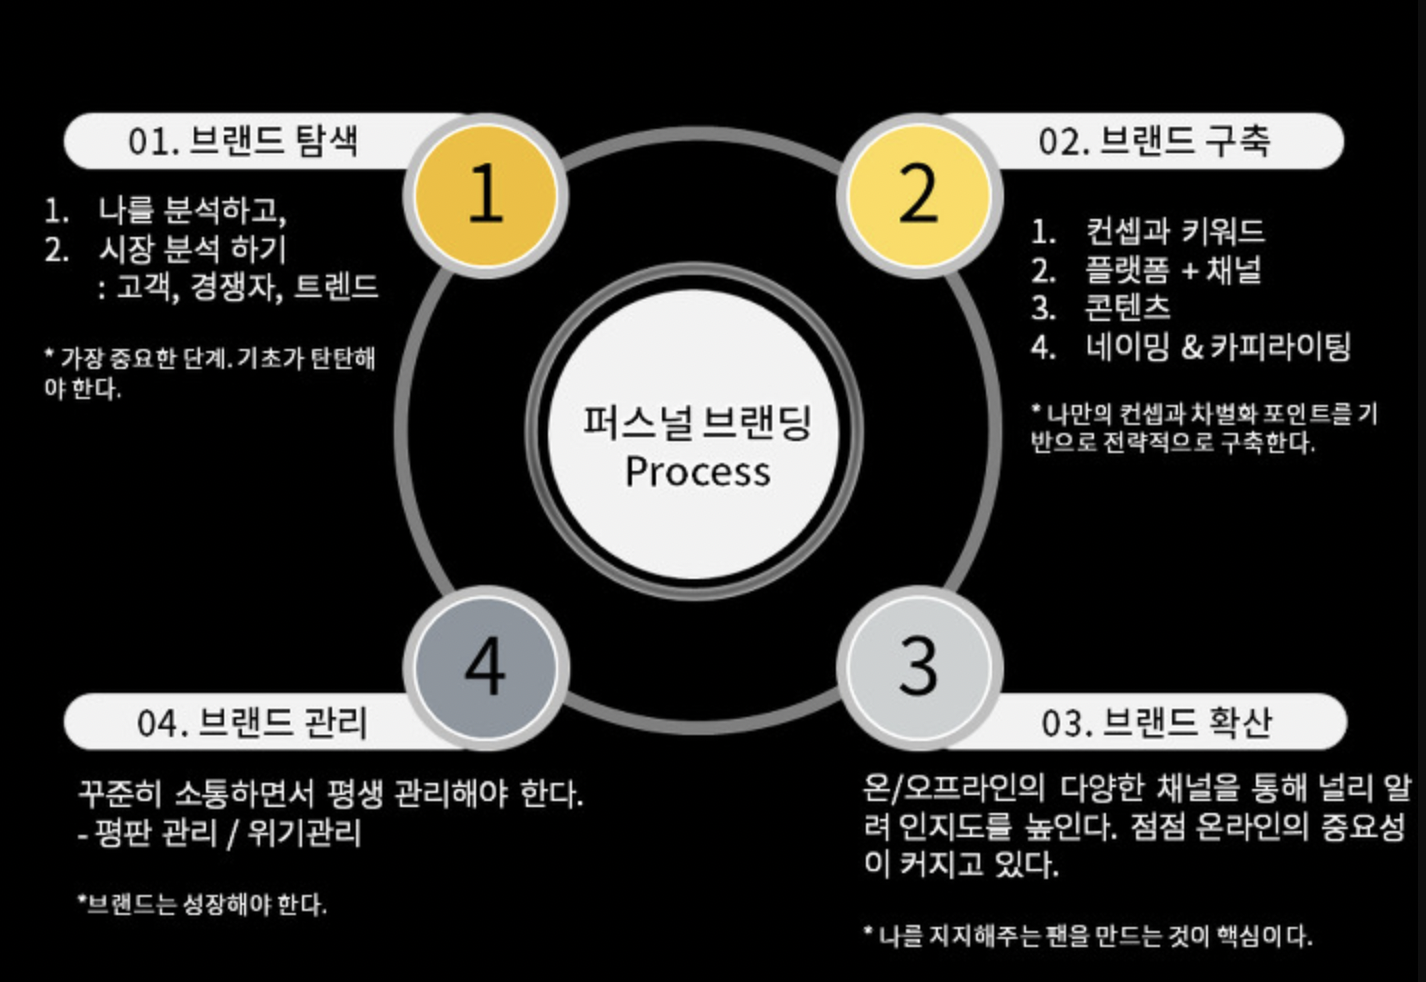 01. 브랜드 탐색
1
1. 나를 분석하고,
2. 시장 분석 하기
: 고객, 경쟁자, 트렌드
* 가장 중요한 단계.기초가 탄탄해
야 한다.
02. 브랜드 구축
2
1. 컨셉과 키워드
2. 플랫폼 + 채널
3. 콘텐츠
4. 네이밍 & 카피라이팅
* 나만의 컨셉과 차별화 포인트를 기
반으로 전략적으로 구축한다.
퍼스널 브랜딩
Process
03. 브랜드 확산
3
온/오프라인의 다양한 채널을 통해 널리 알
려 인지도를 높인다. 점점 온라인의 중요성
이 커지고 있다.
* 나를 지지해주는 팬을 만드는 것이 핵심이다.
04. 브랜드 관리
4
꾸준히 소통하면서 평생 관리해야 한다.
- 평판 관리 / 위기관리
*브랜드는 성장해야 한다.